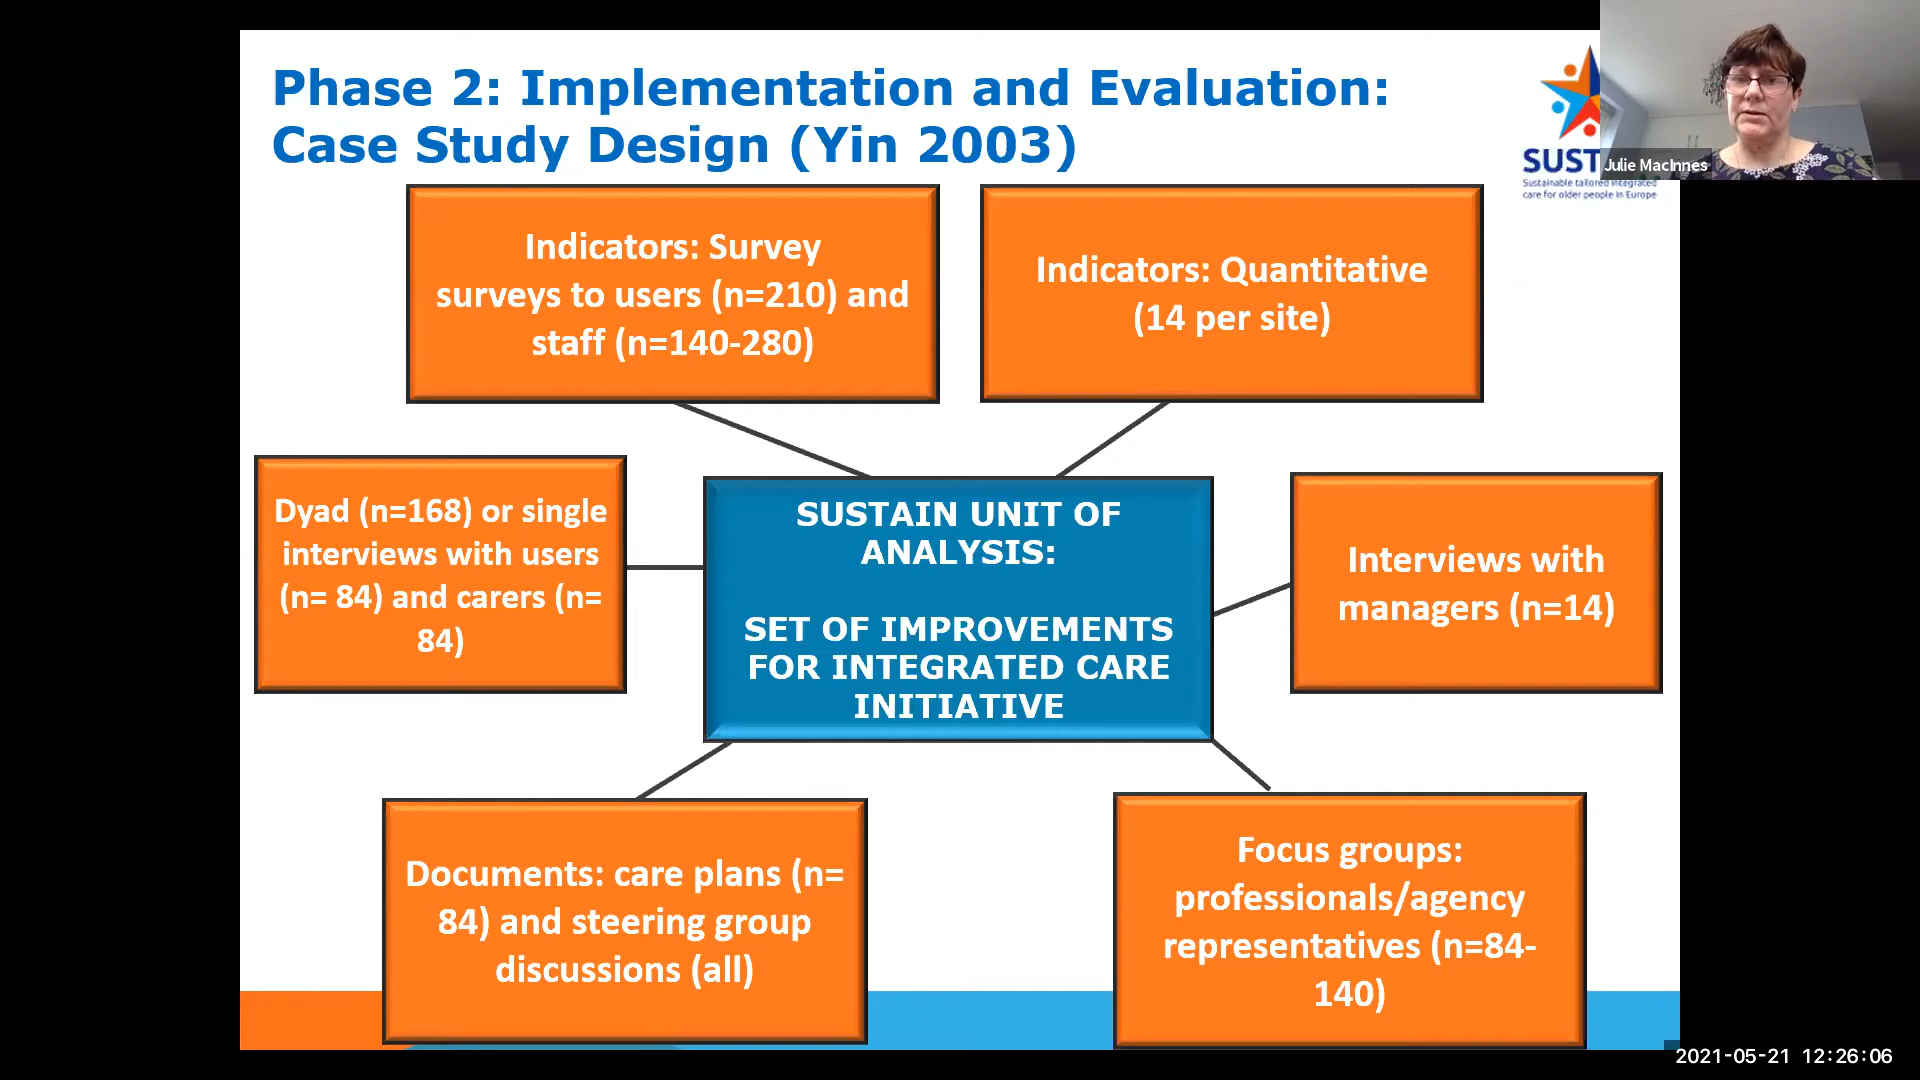 Phase 2: Implementation and Evaluation:
Case Study Design (Yin 2003)
SUST
Sustainable tailored integrated
care for older people in Europe
Julie MacInnes
Indicators: Survey
surveys to users (n=210) and
staff (n=140-280)
Indicators: Quantitative
(14 per site)
Dyad (n=168) or single
interviews with users
(n= 84) and carers (n=
84)
SUSTAIN UNIT OF
ANALYSIS:
SET OF IMPROVEMENTS
FOR INTEGRATED CARE
INITIATIVE
Interviews with
managers (n=14)
Documents: care plans (n=
84) and steering group
discussions (all)
Focus groups:
professionals/agency
representatives (n=84-
140)
2021-05-21 12:26:06